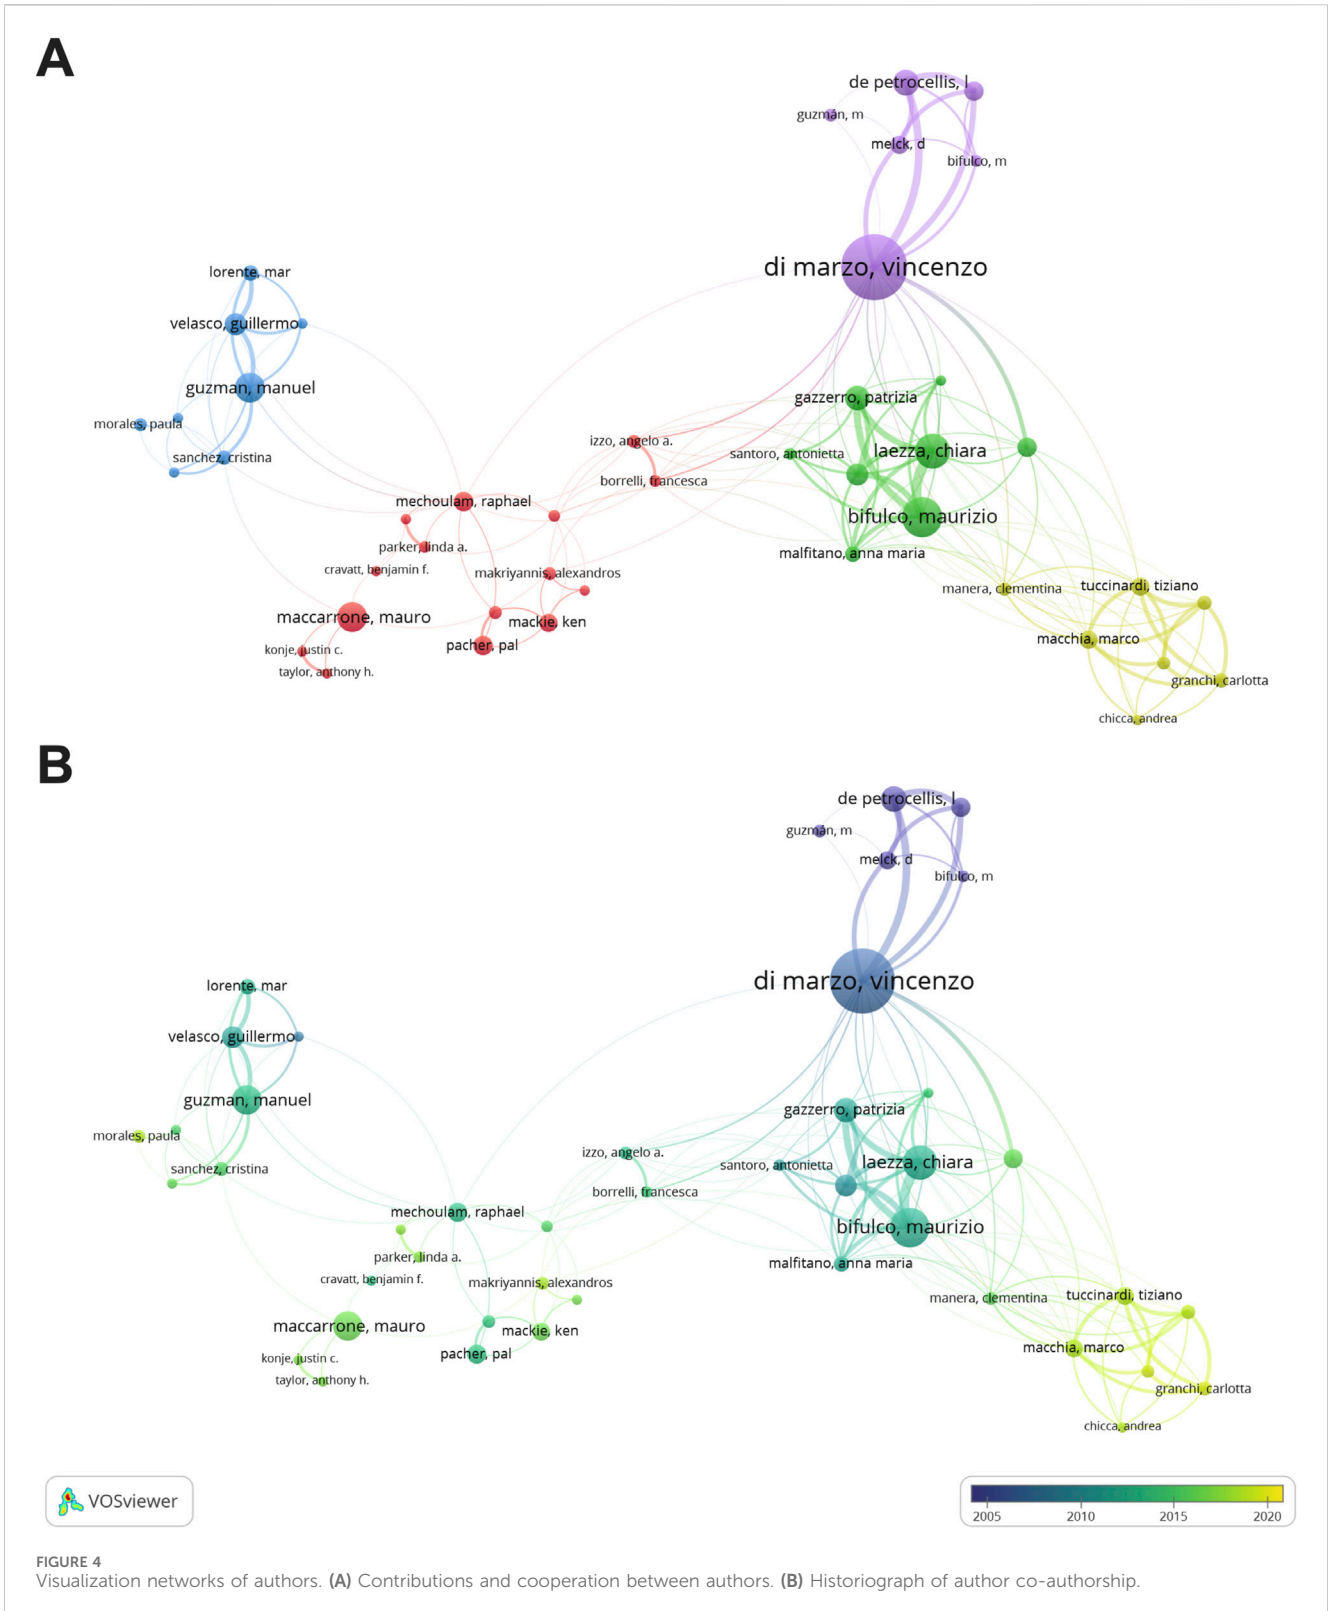 A
de petrocellis, l
guzmán, m
melck, d
bifulco, m
di marzo, vincenzo
lorente, mar
velasco, guillermo
guzman, manuel
morales, paula
sanchez, cristina
gazzerro, patrizia
izzo, angelo a.
santoro, antonietta
laezza, chiara
borrelli, francesca
mechoulam, raphael
bifulco, maurizio
parker, linda a.
malfitano, anna maria
cravatt, benjamin f.
makriyannis, alexandros
manera, clementina
tuccinardi, tiziano
maccarrone, mauro
mackie, ken
macchia, marco
pacher, pal
konje, justin c.
taylor, anthony h.
granchi, carlotta
chicca, andrea
B
de petrocellis, l
guzmán, m
melck, d
bifulco, m
di marzo, vincenzo
lorente, mar
velasco, guillermo
guzman, manuel
morales, paula
sanchez, cristina
gazzerro, patrizia
izzo, angelo a.
santoro, antonietta
laezza, chiara
borrelli, francesca
mechoulam, raphael
bifulco, maurizio
parker, linda a.
malfitano, anna maria
cravatt, benjamin f.
makriyannis, alexandros
manera, clementina
tuccinardi, tiziano
maccarrone, mauro
mackie, ken
macchia, marco
pacher, pal
konje, justin c.
taylor, anthony h.
granchi, carlotta
chicca, andrea
VOSviewer
2005 2010 2015 2020
FIGURE 4
Visualization networks of authors. (A) Contributions and cooperation between authors. (B) Historiograph of author co-authorship.